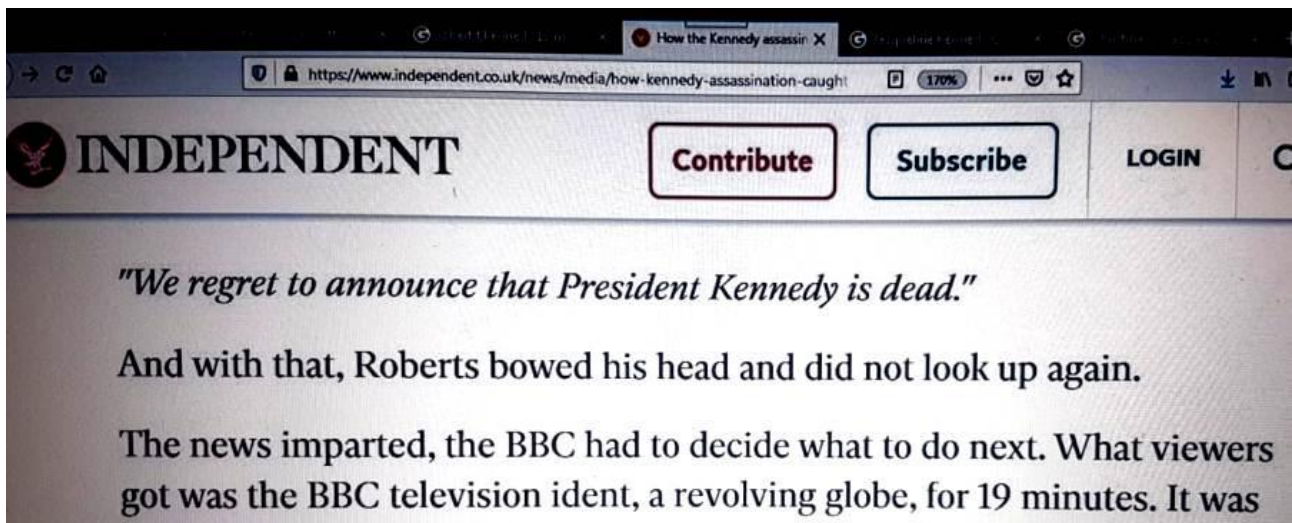 How the Kennedy assassin
https://www.independent.co.uk/news/media/how-kennedy-assassination-caught
170%
INDEPENDENT
Contribute
Subscribe
LOGIN
"We regret to announce that President Kennedy is dead."
And with that, Roberts bowed his head and did not look up again.
The news imparted, the BBC had to decide what to do next. What viewers
got was the BBC television ident, a revolving globe, for 19 minutes. It was